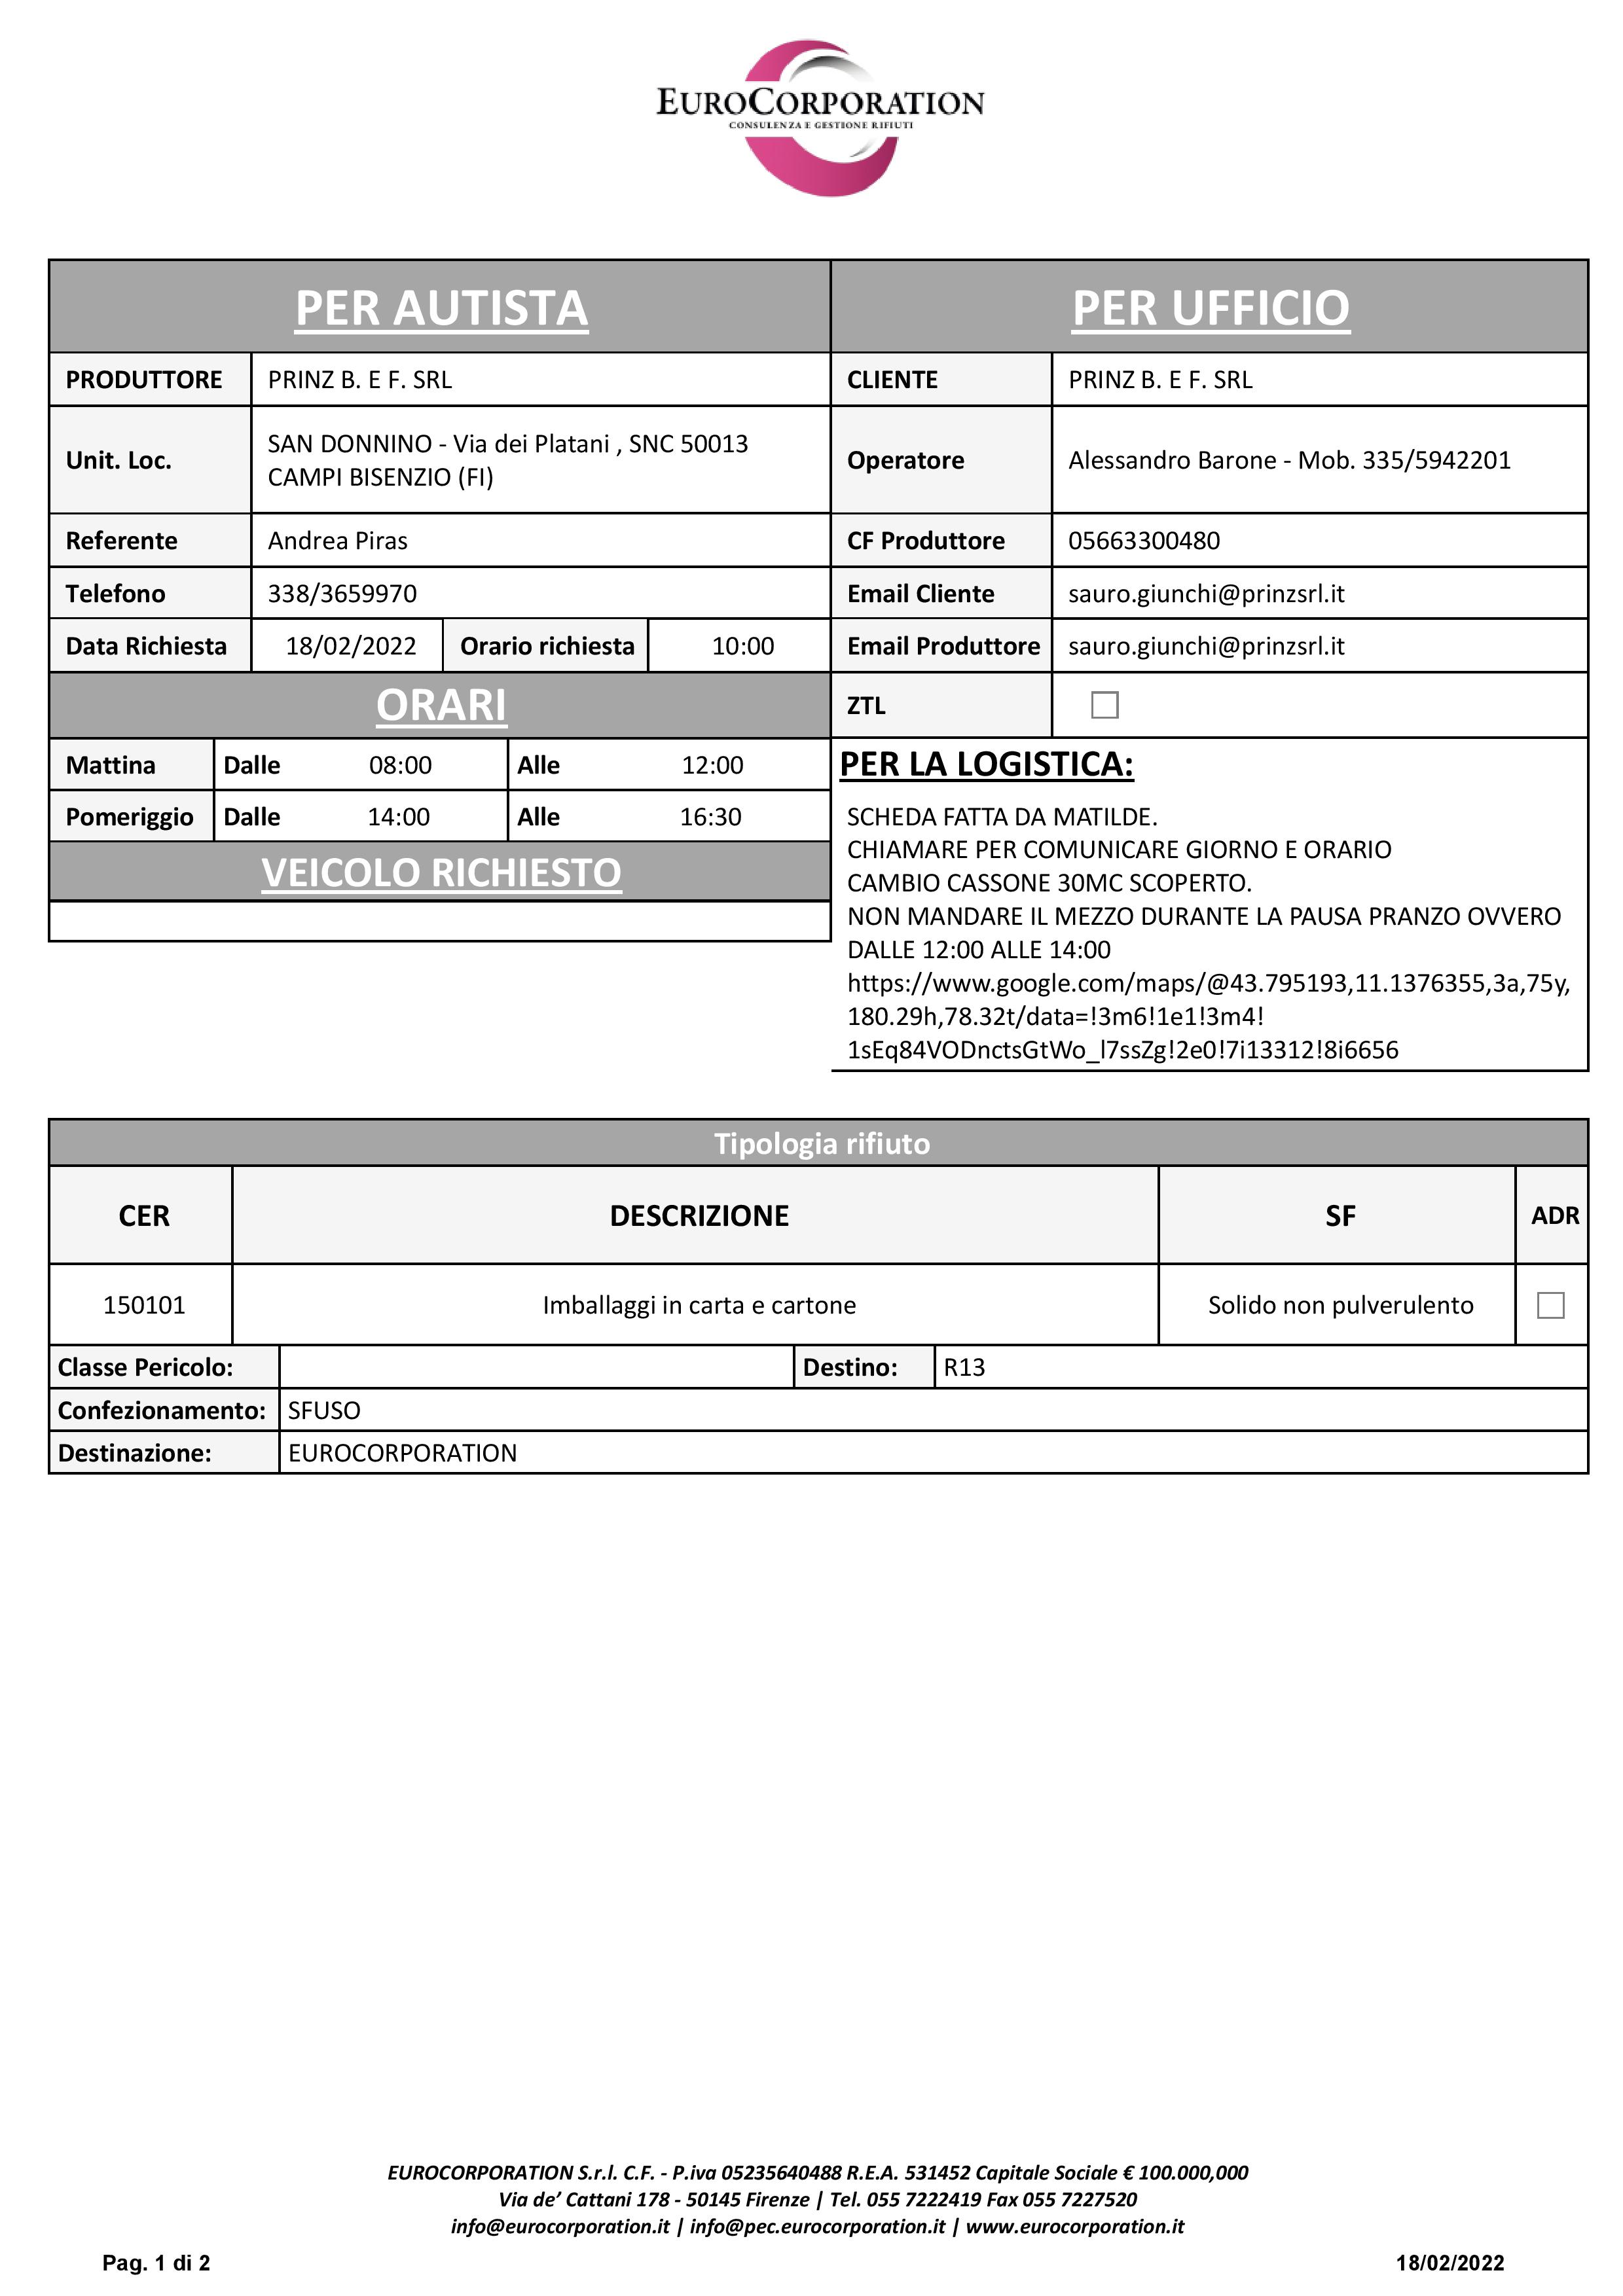 EUROCORPORATION
CONSULENZA E GESTIONE RIFIUTI
PER AUTISTA
PRODUTTORE PRINZ B. E F. SRL
Unit. Loc. SAN DONNINO - Via dei Platani , SNC 50013
CAMPI BISENZIO (FI)
Referente Andrea Piras
Telefono 338/3659970
Data Richiesta 18/02/2022 Orario richiesta 10:00
ORARI
Mattina Dalle 08:00 Alle 12:00
Pomeriggio Dalle 14:00 Alle 16:30
VEICOLO RICHIESTO
PER UFFICIO
CLIENTE PRINZ B. E F. SRL
Operatore Alessandro Barone - Mob. 335/5942201
CF Produttore 05663300480
Email Cliente sauro.giunchi@prinzsrl.it
Email Produttore sauro.giunchi@prinzsrl.it
ZTL
PER LA LOGISTICA:
SCHEDA FATTA DA MATILDE.
CHIAMARE PER COMUNICARE GIORNO E ORARIO
CAMBIO CASSONE 30MC SCOPERTO.
NON MANDARE IL MEZZO DURANTE LA PAUSA PRANZO OVVERO
DALLE 12:00 ALLE 14:00
https://www.google.com/maps/@43.795193,11.1376355,3a,75y,
180.29h,78.32t/data=!3m6!1e1!3m4!
1sEq84VODnctsGtWo_l7ssZg!2e0!7i13312!8i6656
Tipologia rifiuto
CER DESCRIZIONE SF ADR
150101 Imballaggi in carta e cartone Solido non pulverulento
Classe Pericolo: Destino: R13
Confezionamento: SFUSO
Destinazione: EUROCORPORATION
EUROCORPORATION S.r.l. C.F. - P.iva 05235640488 R.E.A. 531452 Capitale Sociale € 100.000,000
Via de’ Cattani 178 - 50145 Firenze | Tel. 055 7222419 Fax 055 7227520
info@eurocorporation.it | info@pec.eurocorporation.it | www.eurocorporation.it
Pag. 1 di 2 18/02/2022